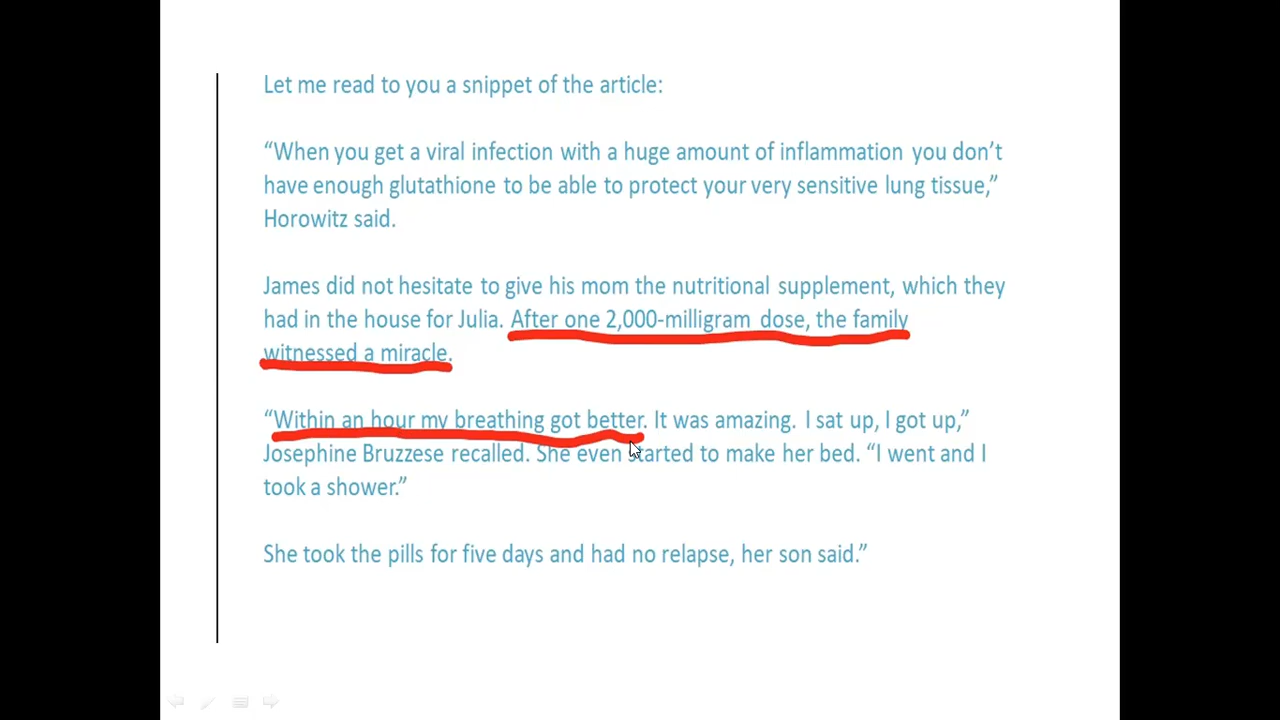 Let me read to you a snippet of the article:
“When you get a viral infection with a huge amount of inflammation you don’t
have enough glutathione to be able to protect your very sensitive lung tissue,”
Horowitz said.
James did not hesitate to give his mom the nutritional supplement, which they
had in the house for Julia. After one 2,000-milligram dose, the family
witnessed a miracle.
“Within an hour my breathing got better. It was amazing. I sat up, I got up,”
Josephine Bruzzese recalled. She even started to make her bed. “I went and I
took a shower.”
She took the pills for five days and had no relapse, her son said.”